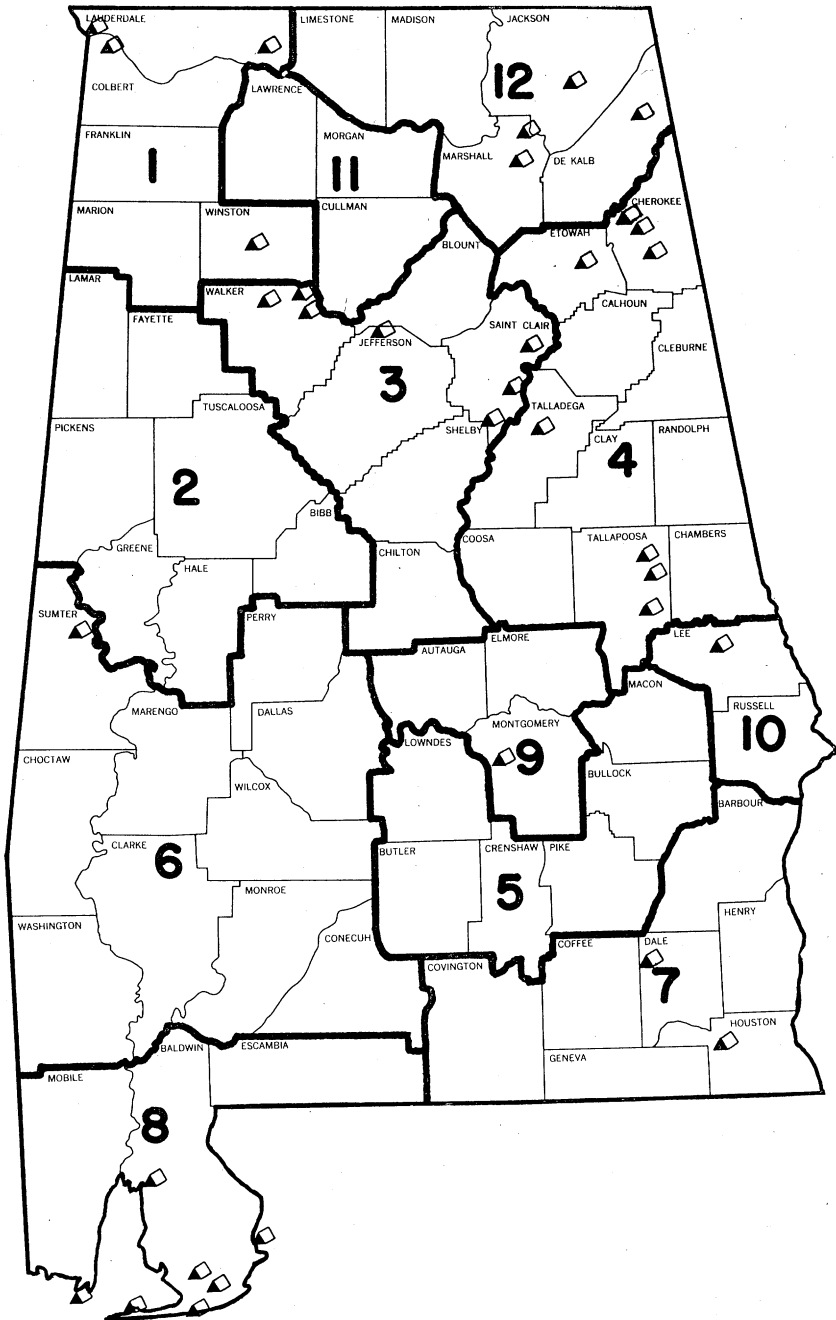 LAUDERDALE
LIMESTONE
MADISON
JACKSON
COLBERT
LAWRENCE
12
FRANKLIN
MORGAN
MARSHALL
DE KALB
1
11
MARION
WINSTON
CULLMAN
CHEROKEE
BLOUNT
ETOWAH
LAMAR
WALKER
FAYETTE
CALHOUN
SAINT CLAIR
JEFFERSON
CLEBURNE
3
TUSCALOOSA
TALLADEGA
PICKENS
SHELBY
CLAY
RANDOLPH
4
2
BIBB
GREENE
CHILTON
COOSA
TALLAPOOSA
CHAMBERS
HALE
SUMTER
PERRY
ELMORE
LEE
AUTAUGA
MACON
MARENGO
DALLAS
MONTGOMERY
RUSSELL
10
LOWNDES
9
CHOCTAW
BULLOCK
WILCOX
BARBOUR
CLARKE
BUTLER
CRENSHAW
PIKE
6
5
MONROE
HENRY
WASHINGTON
CONECUH
COFFEE
DALE
COVINGTON
7
HOUSTON
BALDWIN
ESCAMBIA
GENEVA
MOBILE
8